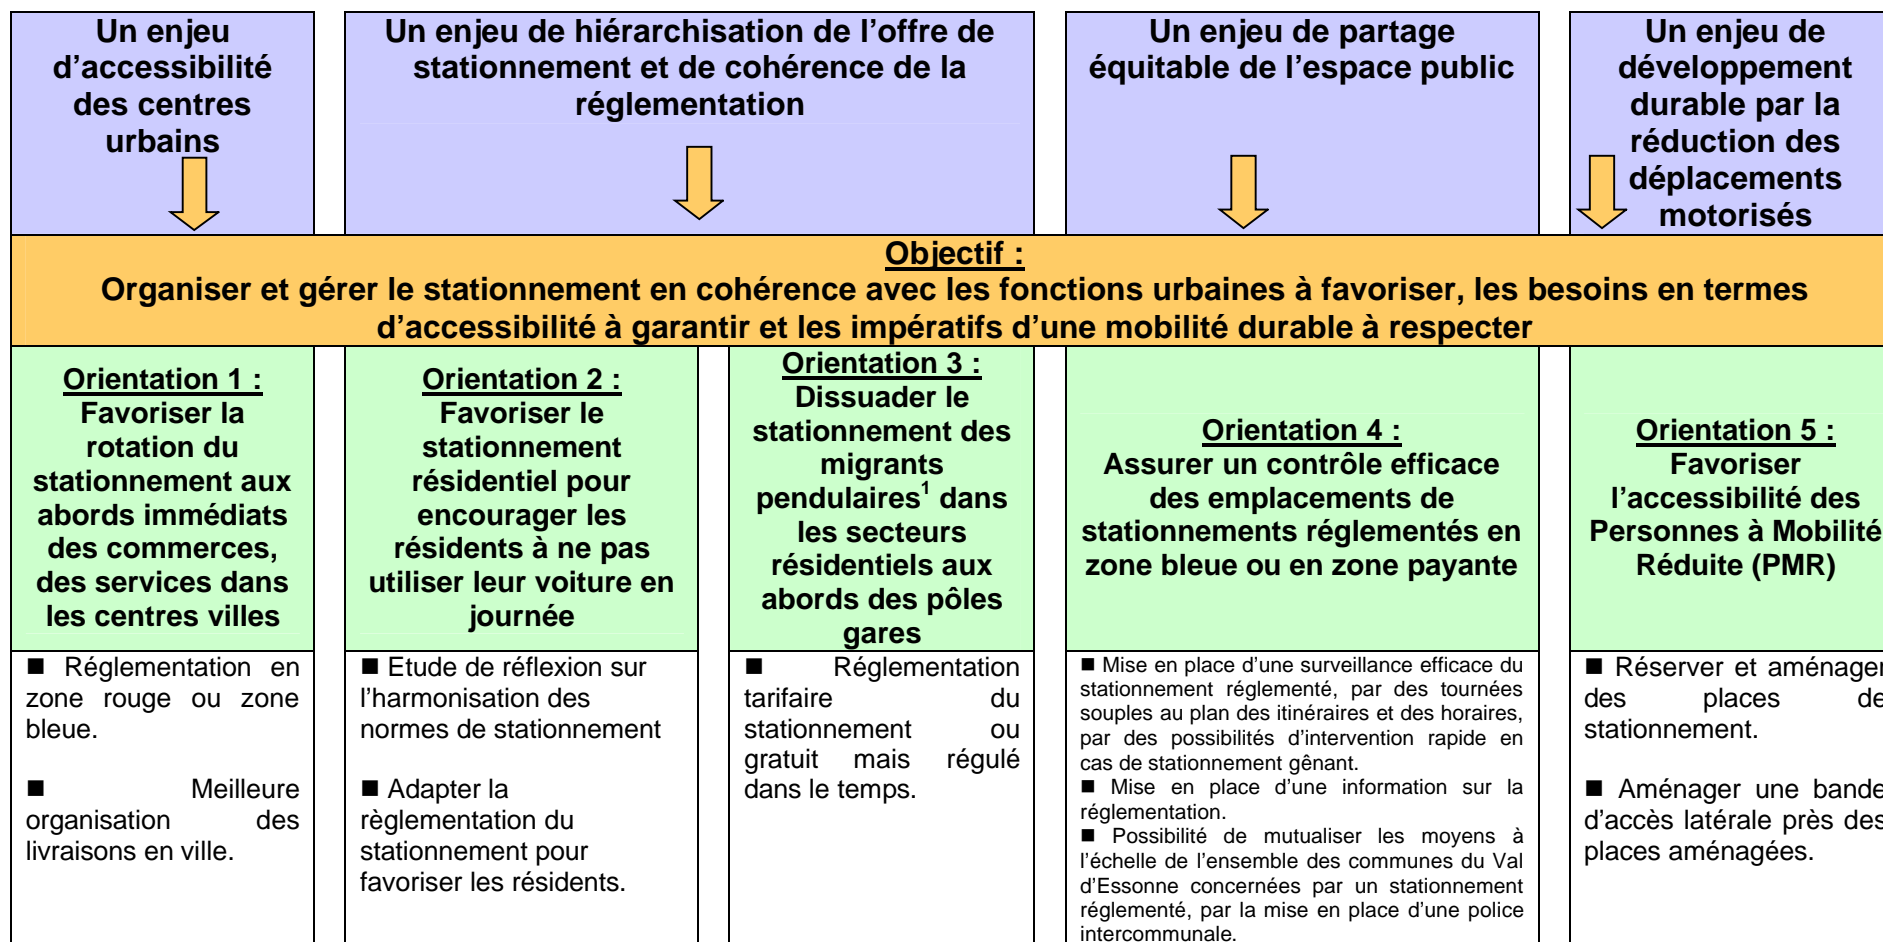 Un enjeu
d’accessibilité
des centres
urbains
Un enjeu de hiérarchisation de l’offre de
stationnement et de cohérence de la
réglementation
Un enjeu de partage
équitable de l’espace public
Un enjeu de
développement
durable par la
réduction des
déplacements
motorisés
Objectif :
Organiser et gérer le stationnement en cohérence avec les fonctions urbaines à favoriser, les besoins en termes
d’accessibilité à garantir et les impératifs d’une mobilité durable à respecter
Orientation 1 :
Favoriser la
rotation du
stationnement aux
abords immédiats
des commerces,
des services dans
les centres villes
Orientation 2 :
Favoriser le
stationnement
résidentiel pour
encourager les
résidents à ne pas
utiliser leur voiture en
journée
Orientation 3 :
Dissuader le
stationnement des
migrants
pendulaires1 dans
les secteurs
résidentiels aux
abords des pôles
gares
Orientation 4 :
Assurer un contrôle efficace
des emplacements de
stationnements réglementés en
zone bleue ou en zone payante
Orientation 5 :
Favoriser
l’accessibilité des
Personnes à Mobilité
Réduite (PMR)
■ Réglementation en
zone rouge ou zone
bleue.
■ Meilleure
organisation des
livraisons en ville.
■ Etude de réflexion sur
l’harmonisation des
normes de stationnement
■ Adapter la
règlementation du
stationnement pour
favoriser les résidents.
■ Réglementation
tarifaire du
stationnement ou
gratuit mais régulé
dans le temps.
■ Mise en place d’une surveillance efficace du
stationnement réglementé, par des tournées
souples au plan des itinéraires et des horaires,
par des possibilités d’intervention rapide en
cas de stationnement gênant.
■ Mise en place d’une information sur la
réglementation.
■ Possibilité de mutualiser les moyens à
l’échelle de l’ensemble des communes du Val
d’Essonne concernées par un stationnement
réglementé, par la mise en place d’une police
intercommunale.
■ Réserver et aménager
des places de
stationnement.
■ Aménager une bande
d’accès latérale près des
places aménagées.